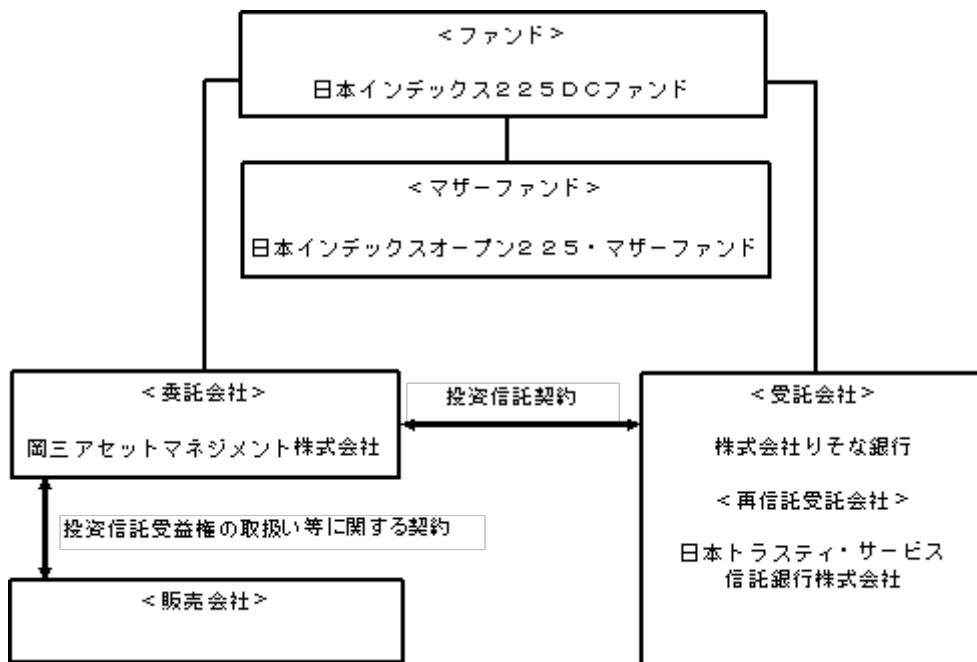 ＜ファンド＞
日本インデックス２２５ＤＣファンド
＜マザーファンド＞
日本インデックスオープン２２５・マザーファンド
＜委託会社＞
岡三アセットマネジメント株式会社
投資信託契約
＜受託会社＞
株式会社りそな銀行
＜再信託受託会社＞
日本トラスティ・サービス
信託銀行株式会社
投資信託受益権の取扱い等に関する契約
＜販売会社＞